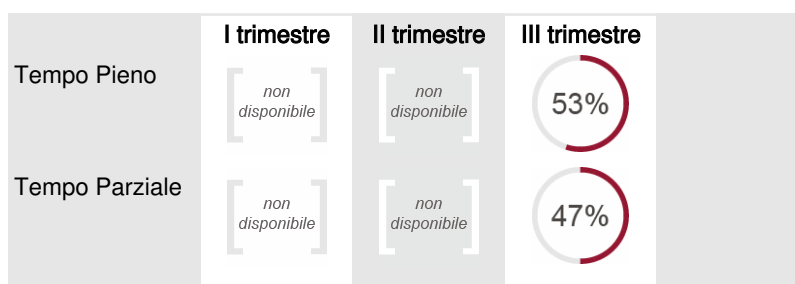 I trimestre II trimestre III trimestre
Tempo Pieno
non
disponibile
non
disponibile
53%
Tempo Parziale
non
disponibile
non
disponibile
47%